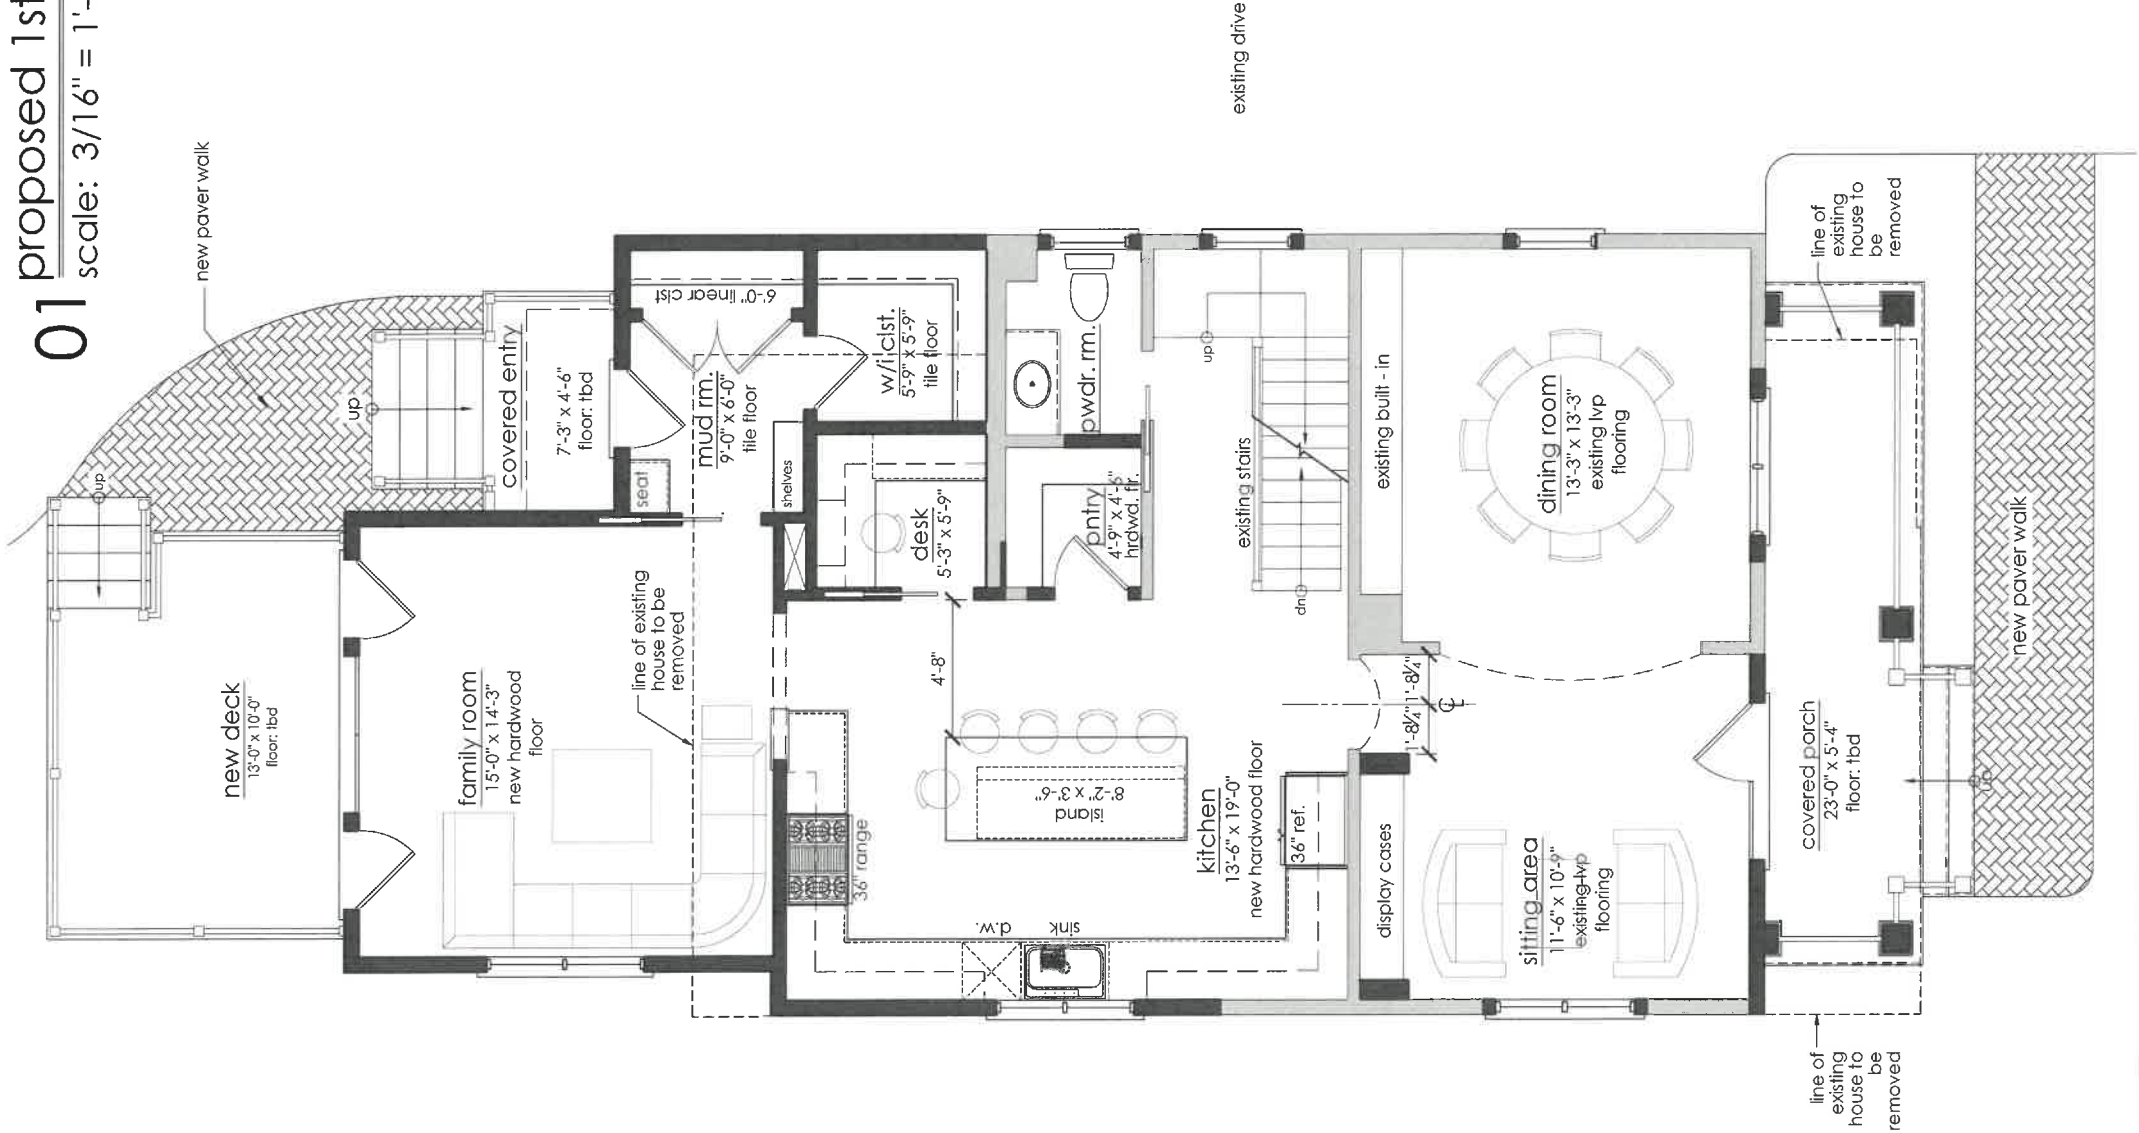 01 proposed 1st
scale: 3/16" = 1'-
new paver walk
up
up
new deck
13'-0" x 10'-0"
floor: tbd
covered entry
7'-3" x 4'-6"
floor: tbd
family room
15'-0" x 14'-3"
new hardwood
floor
line of existing
house to be
removed
seat
mud rm.
9'-0" x 6'-0"
tile floor
6'-0" linear clst
shelves
w/i clst.
5'-9" x 5'-9"
tile floor
desk
5'-3" x 5'-9"
36" range
4'-8"
island
8'-2" x 3'-6"
d.w.
sink
kitchen
13'-6" x 19'-0"
new hardwood floor
36" ref.
pntry
4'-9" x 4'-6"
hrdwd. flr.
pwdr. rm.
existing stairs
up
dn
existing drive
1'-8¼" 1'-8¼"
CL
display cases
existing built - in
sitting area
11'-6" x 10'-9"
existing lvp
flooring
dining room
13'-3" x 13'-3"
existing lvp
flooring
covered porch
23'-0" x 5'-4"
floor: tbd
up
line of
existing
house to
be
removed
line of
existing
house to
be
removed
new paver walk